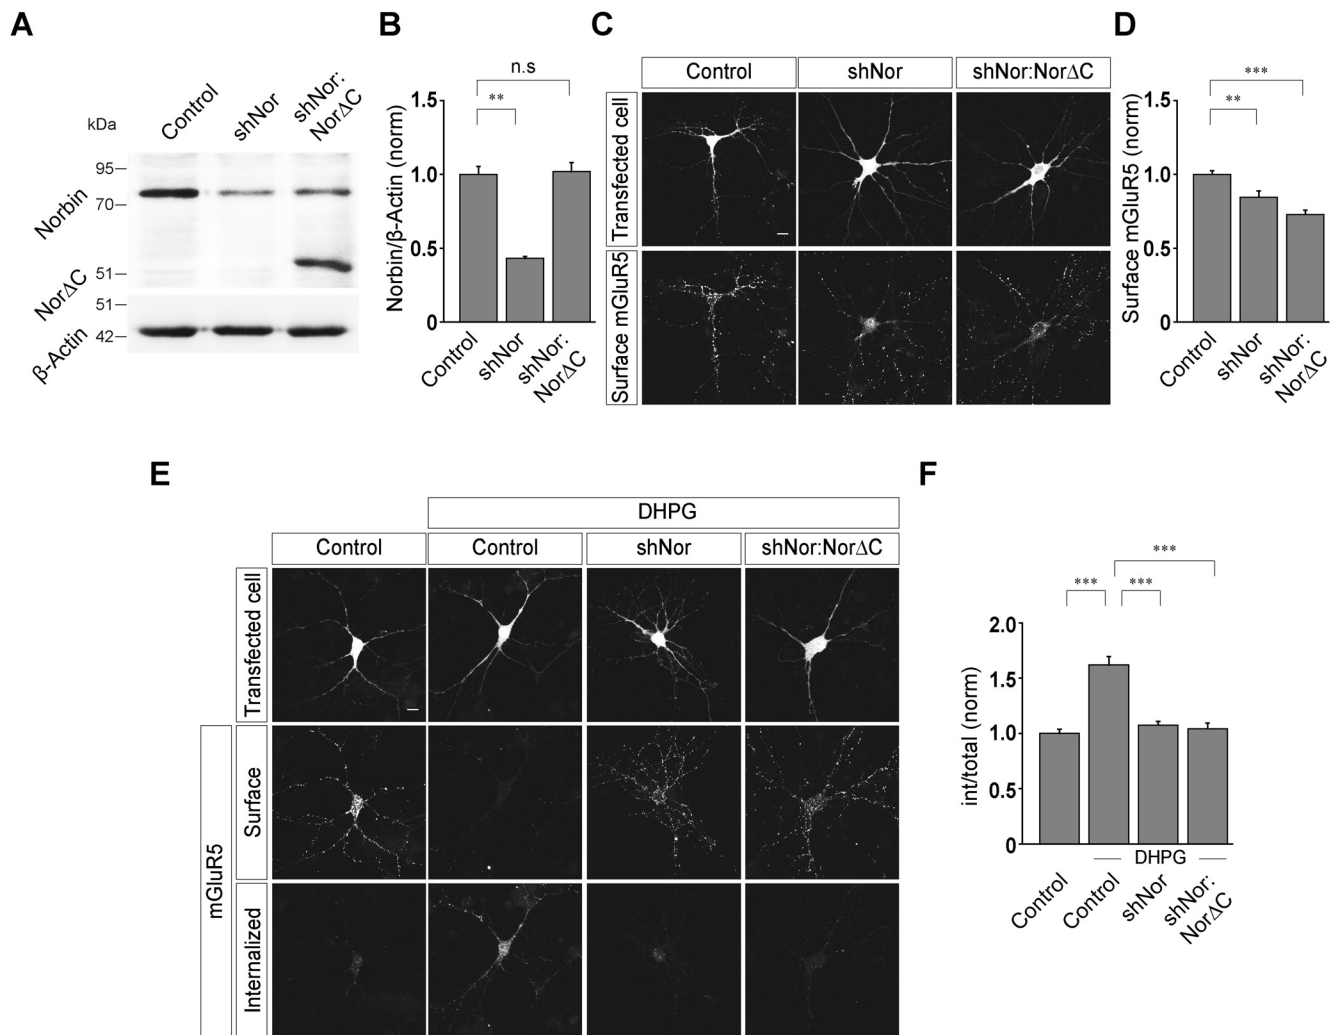 A
kDa
Control
shNor
shNor:
NorΔC
95
70
51
51
42
Norbin
NorΔC
β-Actin
B
n.s
**
Norbin/β-Actin (norm)
1.5
1.0
0.5
0
Control
shNor
shNor:
NorΔC
C
Control
shNor
shNor:NorΔC
Transfected cell
Surface mGluR5
D
***
**
Surface mGluR5 (norm)
1.5
1.0
0.5
0
Control
shNor
shNor:
NorΔC
E
DHPG
Control
Control
shNor
shNor:NorΔC
Transfected cell
mGluR5
Surface
Internalized
F
***
***
***
int/total (norm)
2.0
1.5
1.0
0.5
0
DHPG
Control
Control
shNor
shNor:
NorΔC